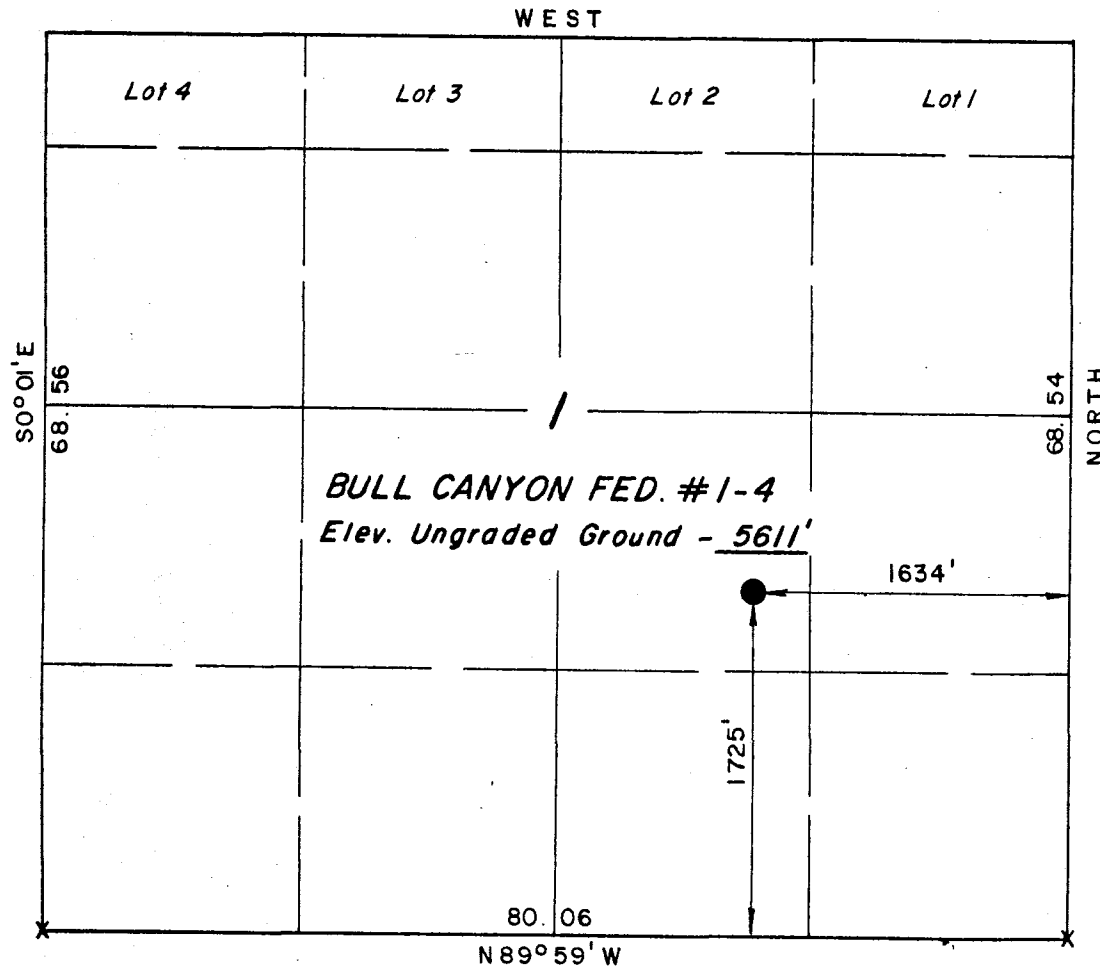 WEST
Lot 4
Lot 3
Lot 2
Lot 1
S0°01'E
68.56
68.54
NORTH
1
BULL CANYON FED. #1-4
Elev. Ungraded Ground - 5611'
1634'
1725'
80.06
N89°59'W